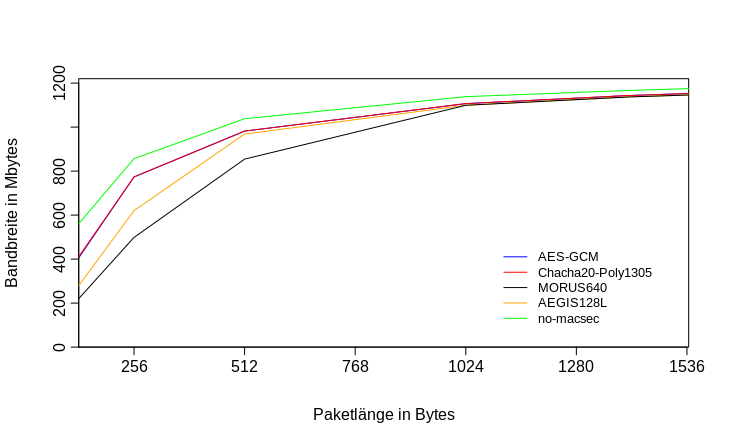 Bandbreite in Mbytes
1200
800
600
400
200
0
256 512 768 1024 1280 1536
Paketlänge in Bytes
AES-GCM
Chacha20-Poly1305
MORUS640
AEGIS128L
no-macsec